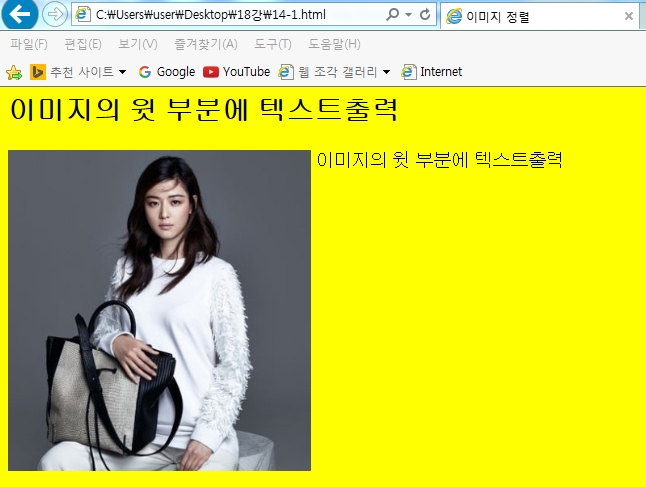 C:₩Users₩user₩Desktop₩18강₩14-1.html
이미지 정렬
파일(F) 편집(E) 보기(V) 즐겨찾기(A) 도구(T) 도움말(H)
추천 사이트 Google YouTube 웹 조각 갤러리 Internet
이미지의 윗 부분에 텍스트출력
이미지의 윗 부분에 텍스트출력